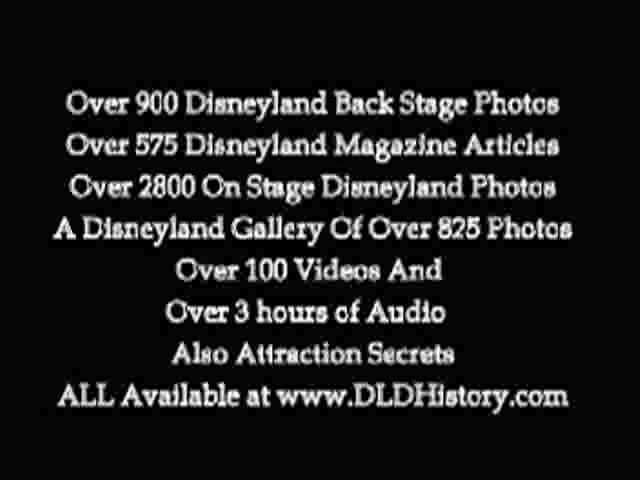 Over 900 Disneyland Back Stage Photos
Over 575 Disneyland Magazine Articles
Over 2800 On Stage Disneyland Photos
A Disneyland Gallery Of Over 825 Photos
Over 100 Videos And
Over 3 hours of Audio
Also Attraction Secrets
ALL Available at www.DLDHistory.com